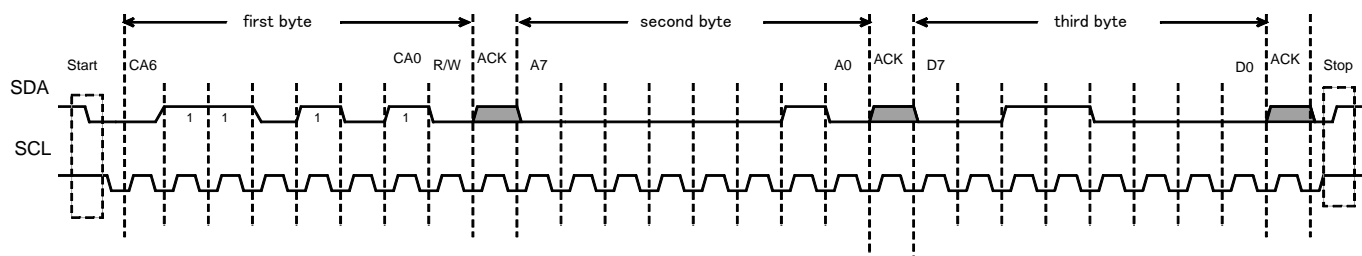 first byte second byte third byte
Start CA6 CA0 R/W ACK A7 A0 ACK D7 D0 ACK Stop
SDA
1 1 1 1
SCL